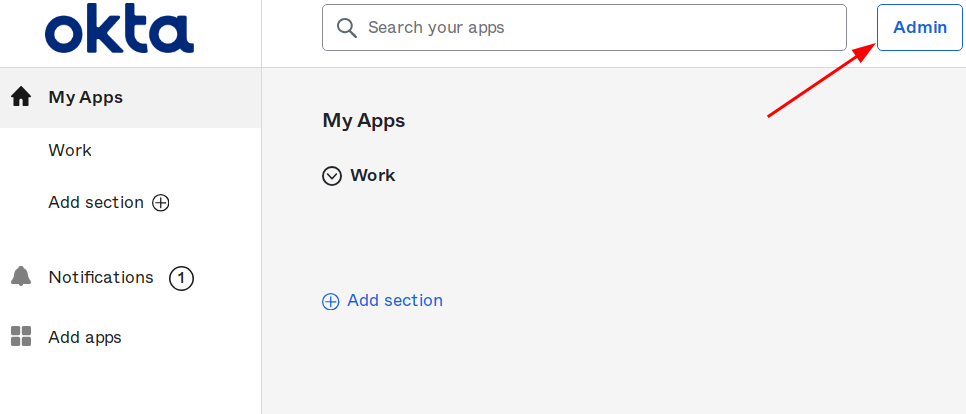 okta
Search your apps
Admin
My Apps
Work
Add section
Notifications 1
Add apps
My Apps
Work
Add section